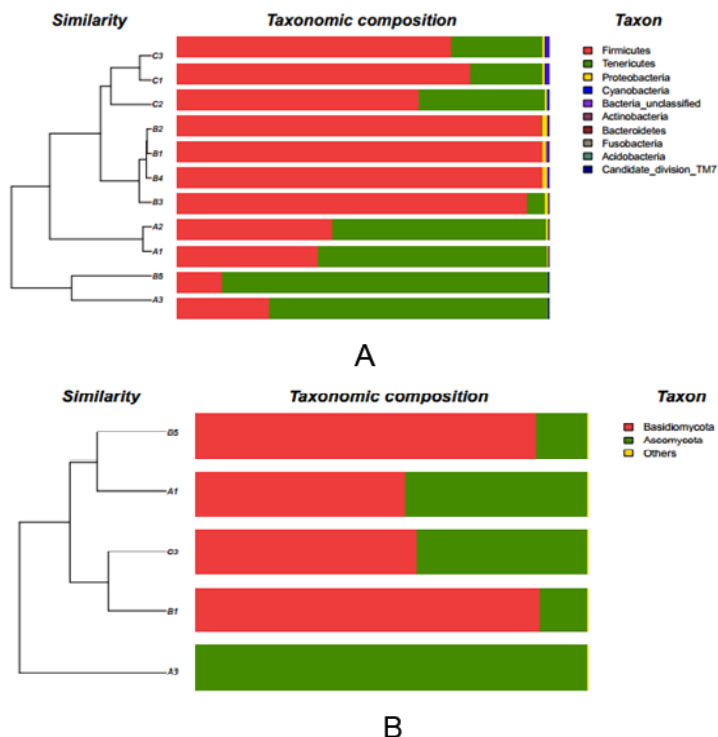 Similarity Taxonomic composition Taxon
C3
C1
C2
B2
B1
B4
B3
A2
A1
B5
A3
Firmicutes
Tenericutes
Proteobacteria
Cyanobacteria
Bacteria_unclassified
Actinobacteria
Bacteroidetes
Fusobacteria
Acidobacteria
Candidate_division_TM7
A
Similarity Taxonomic composition Taxon
B5
A1
C3
B1
A3
Basidiomycota
Ascomycota
Others
B